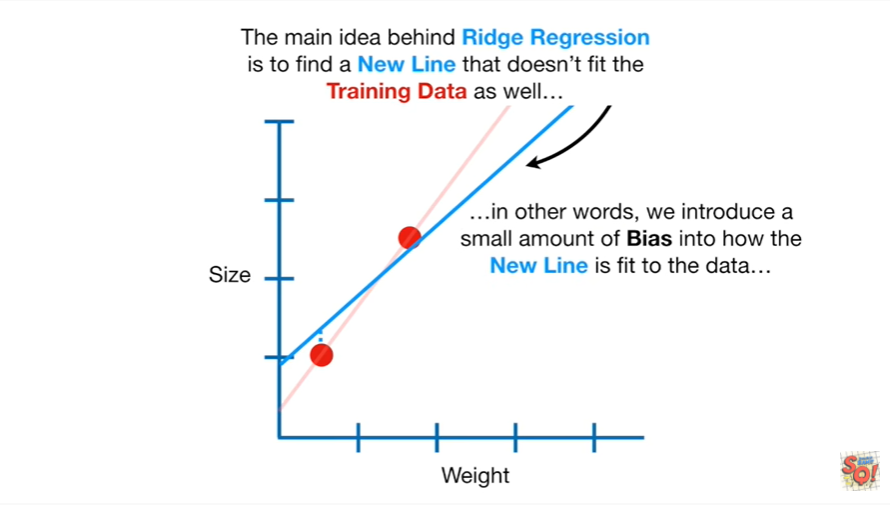 The main idea behind Ridge Regression
is to find a New Line that doesn't fit the
Training Data as well…
…in other words, we introduce a
small amount of Bias into how the
New Line is fit to the data…
Size
Weight
SQ!